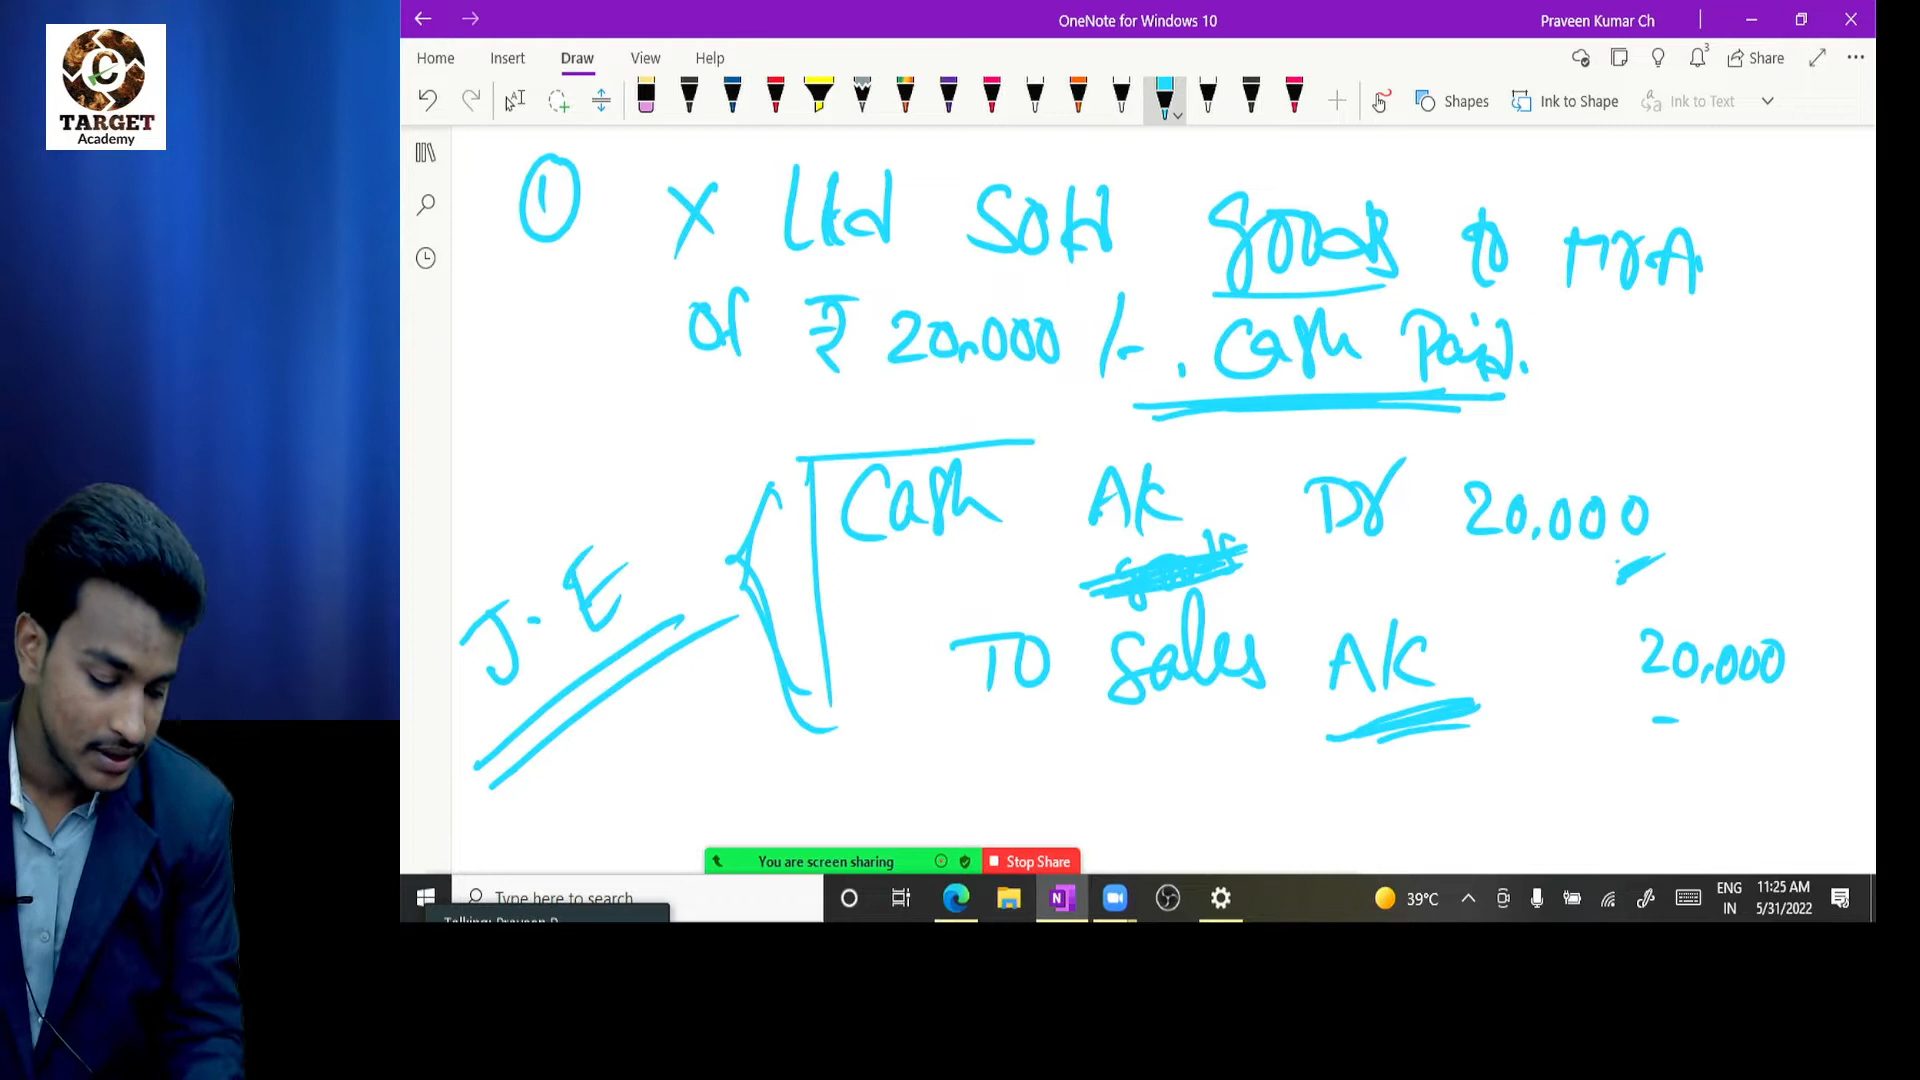 TARGET
Academy
OneNote for Windows 10
Praveen Kumar Ch
Home Insert Draw View Help
3
Share
Shapes
Ink to Shape
Ink to Text
① X Ltd Sold goods to Mr A.
of ₹ 20,000 /- . Cash Paid.
Cash A/c Dr 20,000
J.E
To Sales A/c 20,000
You are screen sharing
Stop Share
Type here to search
39°C
ENG
IN
11:25 AM
5/31/2022